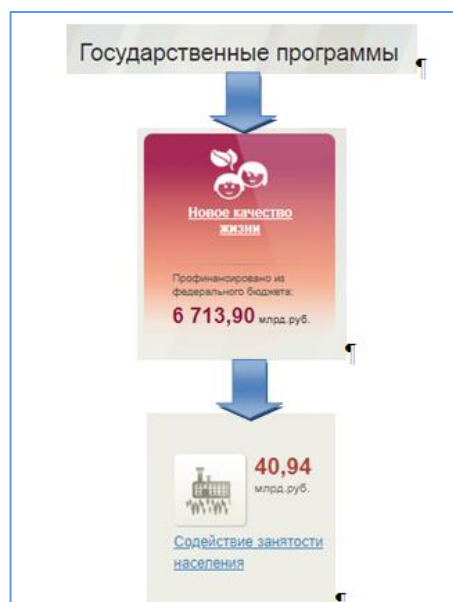 Государственные программы ¶
Новое качество
жизни
Профинансировано из
федерального бюджета:
6 713,90 млрд.руб.
¶
40,94
млрд.руб.
Содействие занятости
населения
¶